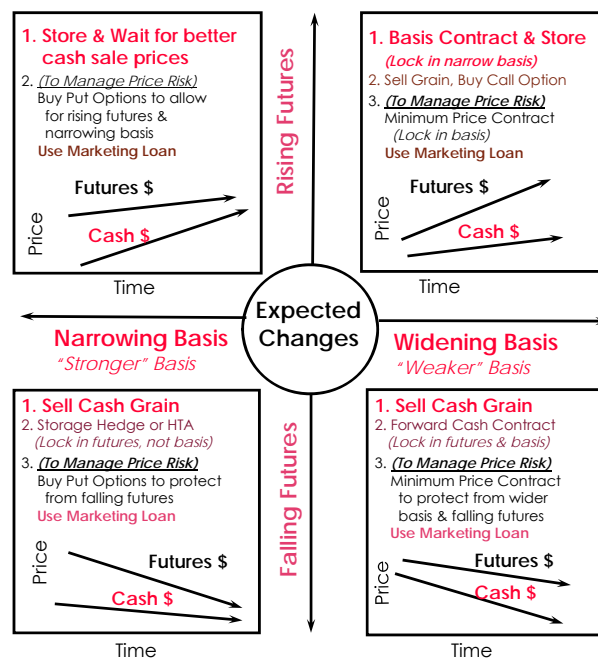 1. Store & Wait for better
cash sale prices
2. (To Manage Price Risk)
Buy Put Options to allow
for rising futures &
narrowing basis
Use Marketing Loan
Futures $
Cash $
Price
Time
Rising Futures
1. Basis Contract & Store
(Lock in narrow basis)
2. Sell Grain, Buy Call Option
3. (To Manage Price Risk)
Minimum Price Contract
(Lock in basis)
Use Marketing Loan
Futures $
Cash $
Price
Time
Expected
Changes
Narrowing Basis
"Stronger" Basis
Widening Basis
"Weaker" Basis
1. Sell Cash Grain
2. Storage Hedge or HTA
(Lock in futures, not basis)
3. (To Manage Price Risk)
Buy Put Options to protect
from falling futures
Use Marketing Loan
Futures $
Cash $
Price
Time
Falling Futures
1. Sell Cash Grain
2. Forward Cash Contract
(Lock in futures & basis)
3. (To Manage Price Risk)
Minimum Price Contract
to protect from wider
basis & falling futures
Use Marketing Loan
Futures $
Cash $
Price
Time